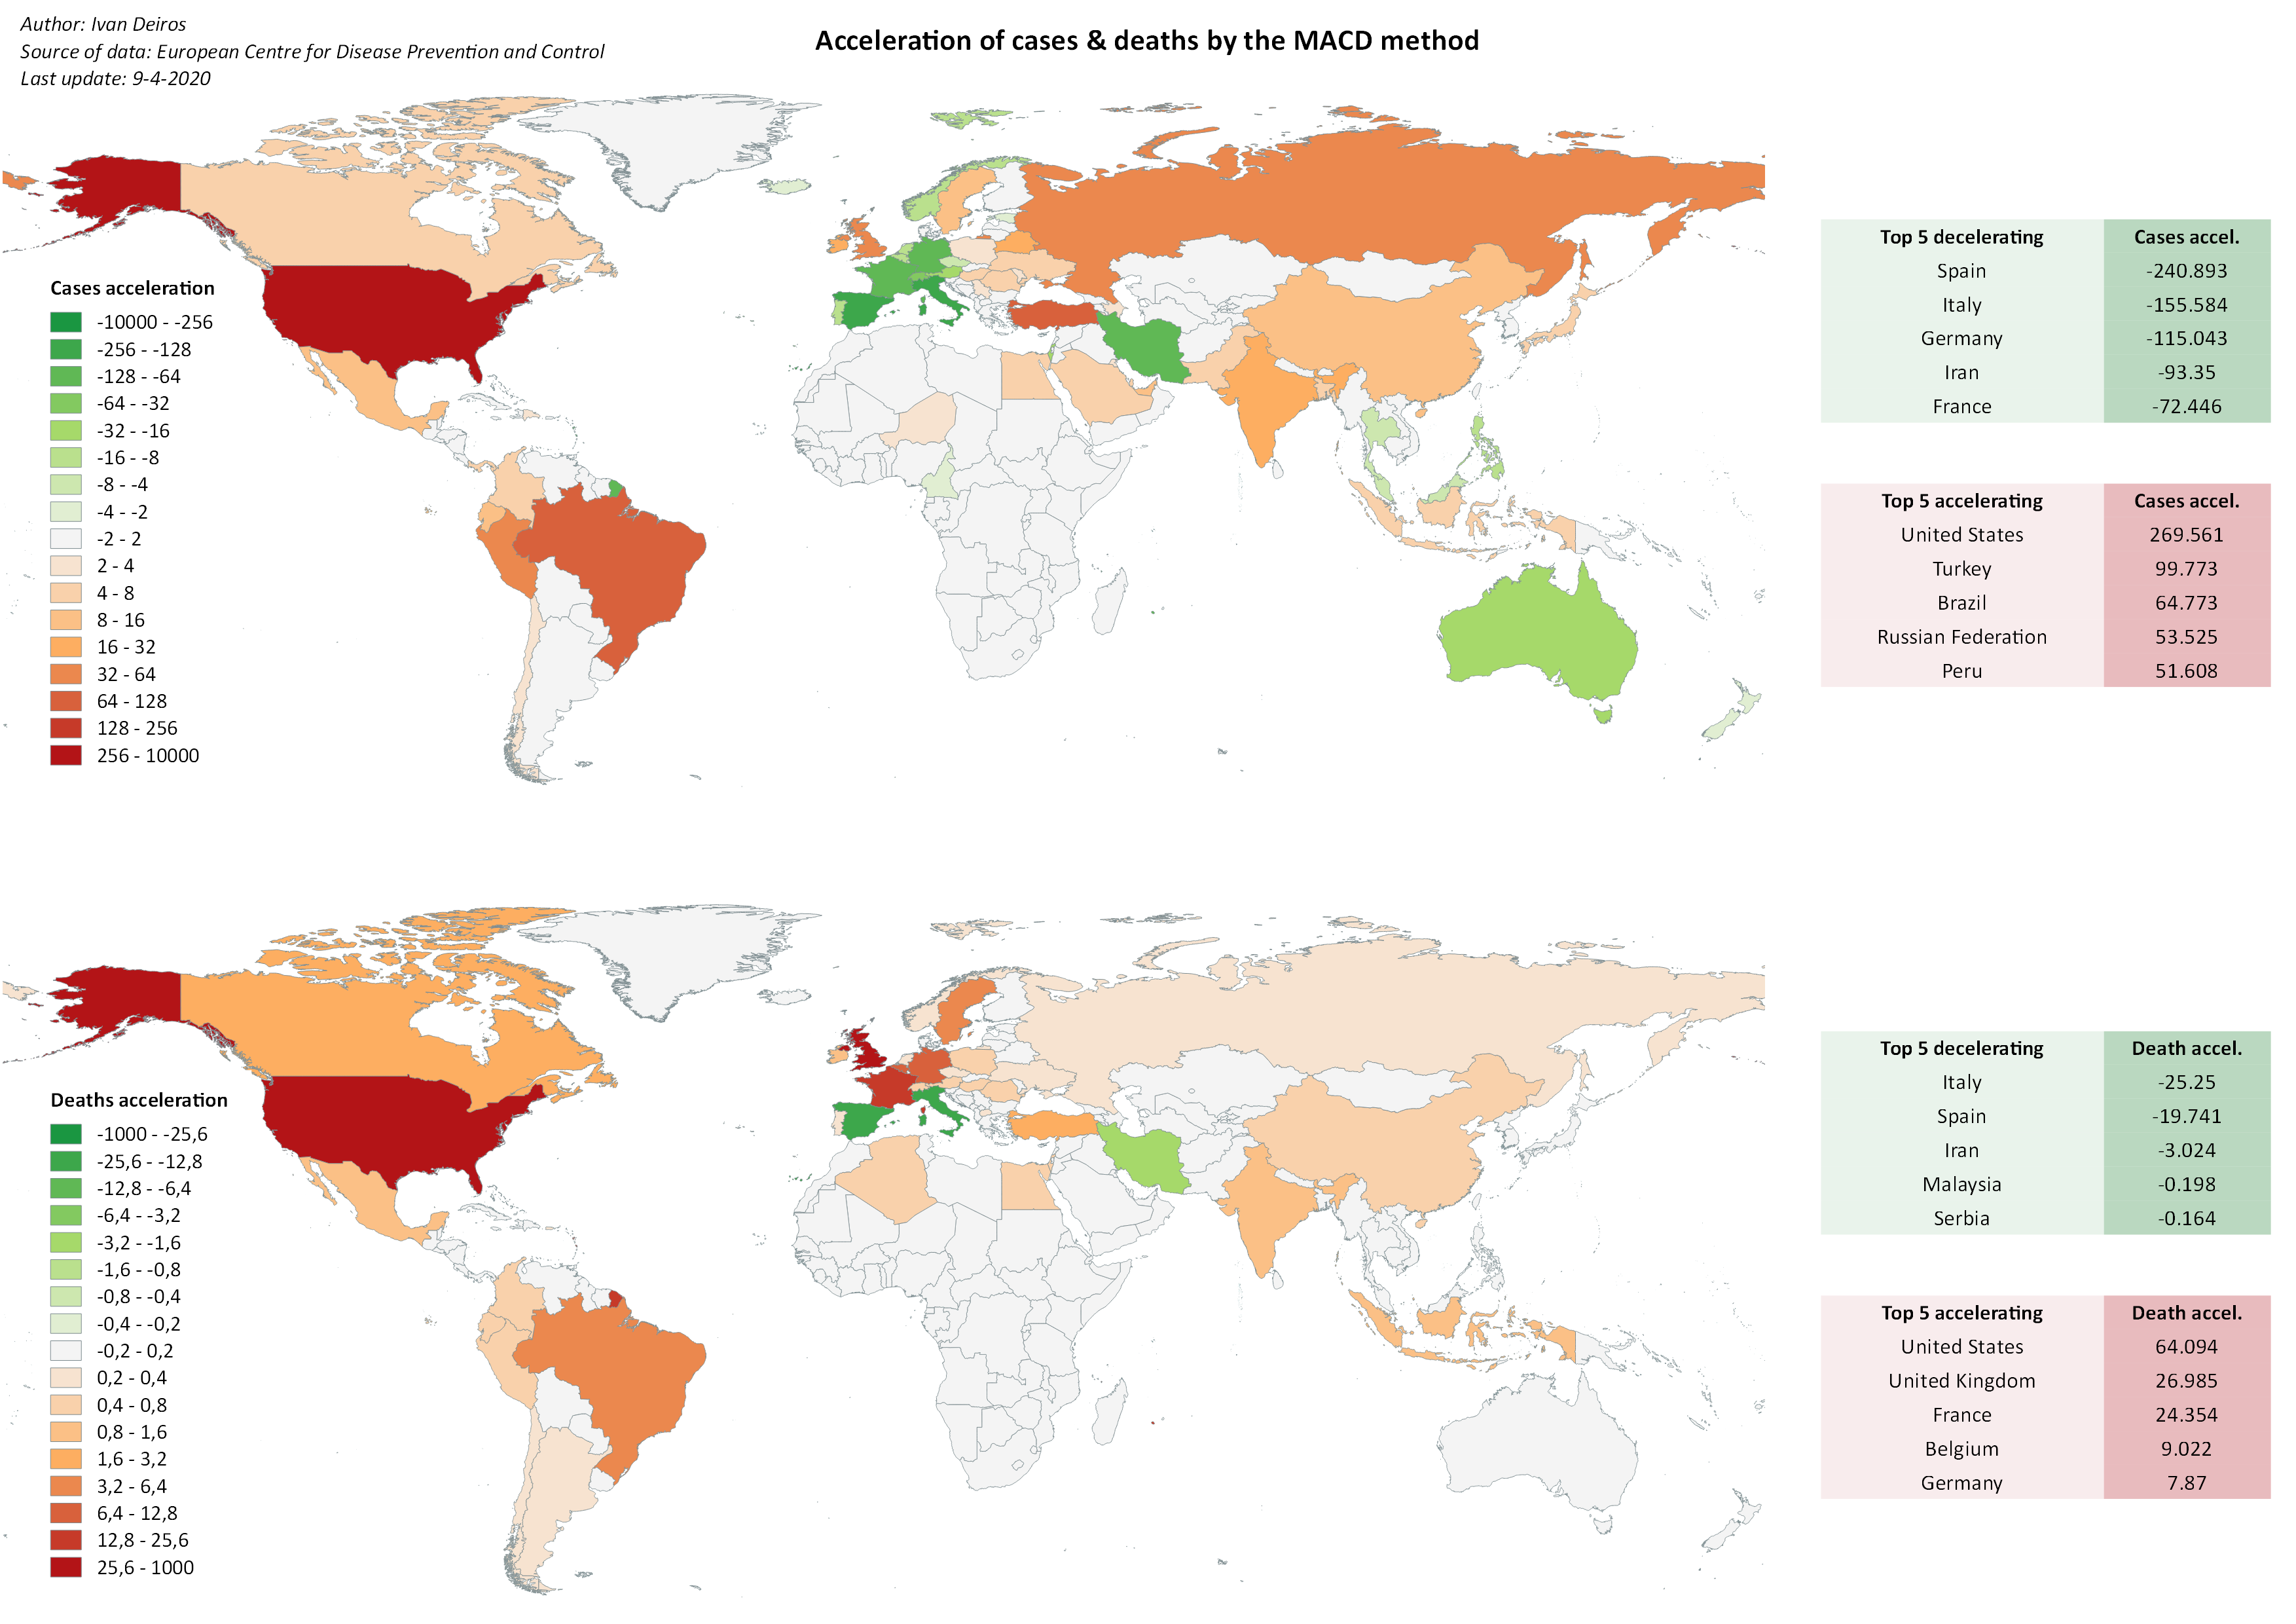 Author: Ivan Deiros
Source of data: European Centre for Disease Prevention and Control
Last update: 9-4-2020
Acceleration of cases & deaths by the MACD method
Cases acceleration
-10000 - -256
-256 - -128
-128 - -64
-64 - -32
-32 - -16
-16 - -8
-8 - -4
-4 - -2
-2 - 2
2 - 4
4 - 8
8 - 16
16 - 32
32 - 64
64 - 128
128 - 256
256 - 10000
Top 5 decelerating Cases accel.
Spain -240.893
Italy -155.584
Germany -115.043
Iran -93.35
France -72.446
Top 5 accelerating Cases accel.
United States 269.561
Turkey 99.773
Brazil 64.773
Russian Federation 53.525
Peru 51.608
Deaths acceleration
-1000 - -25,6
-25,6 - -12,8
-12,8 - -6,4
-6,4 - -3,2
-3,2 - -1,6
-1,6 - -0,8
-0,8 - -0,4
-0,4 - -0,2
-0,2 - 0,2
0,2 - 0,4
0,4 - 0,8
0,8 - 1,6
1,6 - 3,2
3,2 - 6,4
6,4 - 12,8
12,8 - 25,6
25,6 - 1000
Top 5 decelerating Death accel.
Italy -25.25
Spain -19.741
Iran -3.024
Malaysia -0.198
Serbia -0.164
Top 5 accelerating Death accel.
United States 64.094
United Kingdom 26.985
France 24.354
Belgium 9.022
Germany 7.87